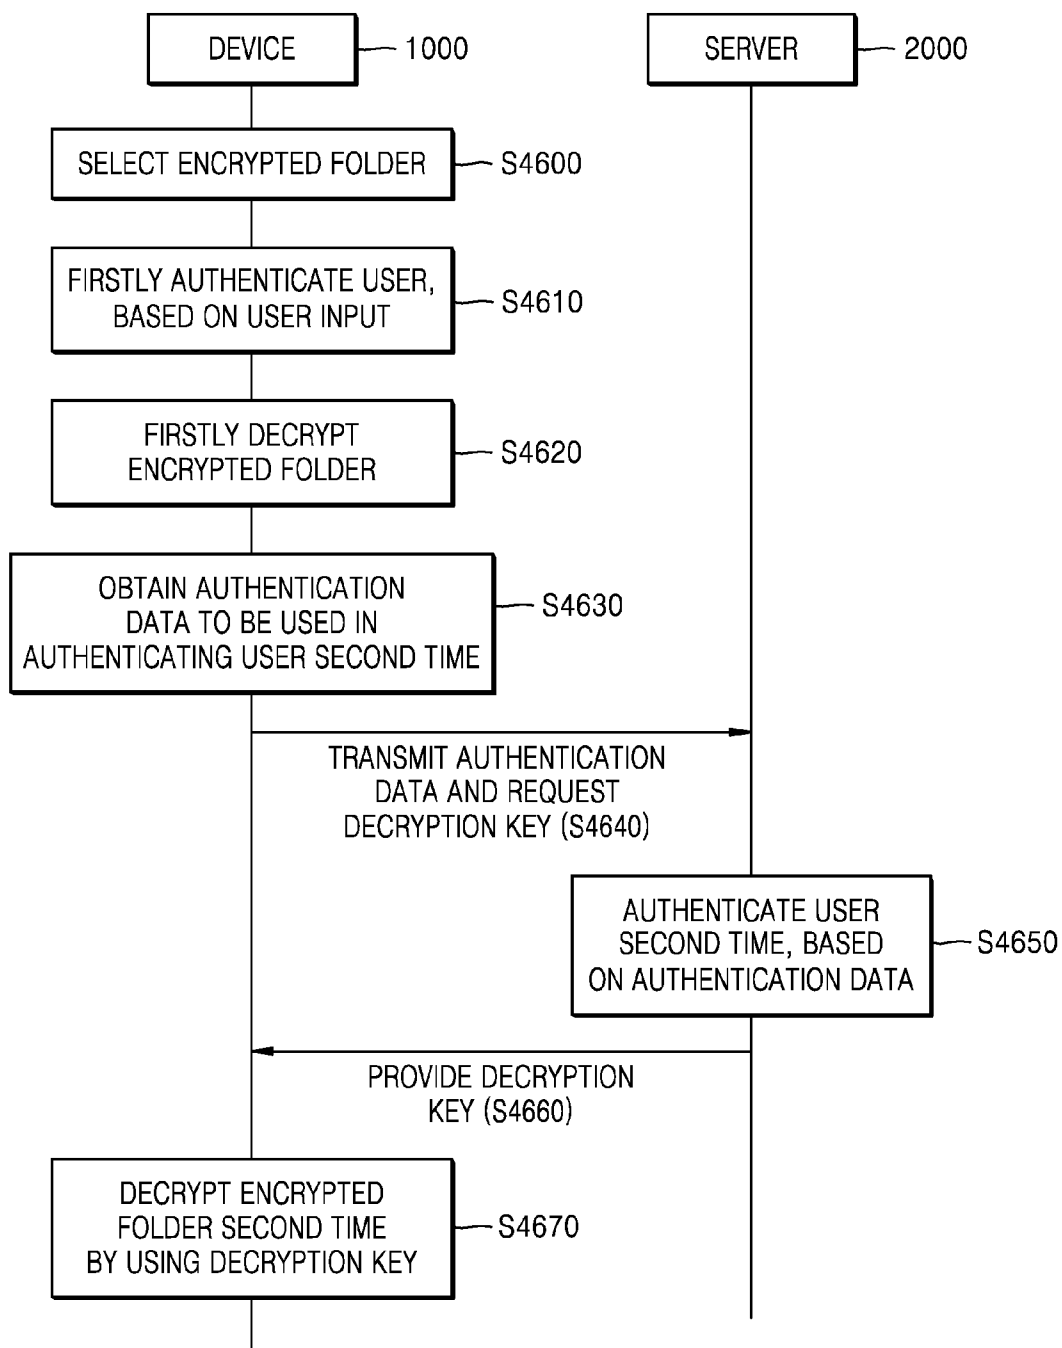 DEVICE 1000
SERVER 2000
SELECT ENCRYPTED FOLDER S4600
FIRSTLY AUTHENTICATE USER,
BASED ON USER INPUT
S4610
FIRSTLY DECRYPT
ENCRYPTED FOLDER
S4620
OBTAIN AUTHENTICATION
DATA TO BE USED IN
AUTHENTICATING USER SECOND TIME
S4630
TRANSMIT AUTHENTICATION
DATA AND REQUEST
DECRYPTION KEY (S4640)
AUTHENTICATE USER
SECOND TIME, BASED
ON AUTHENTICATION DATA
S4650
PROVIDE DECRYPTION
KEY (S4660)
DECRYPT ENCRYPTED
FOLDER SECOND TIME
BY USING DECRYPTION KEY
S4670